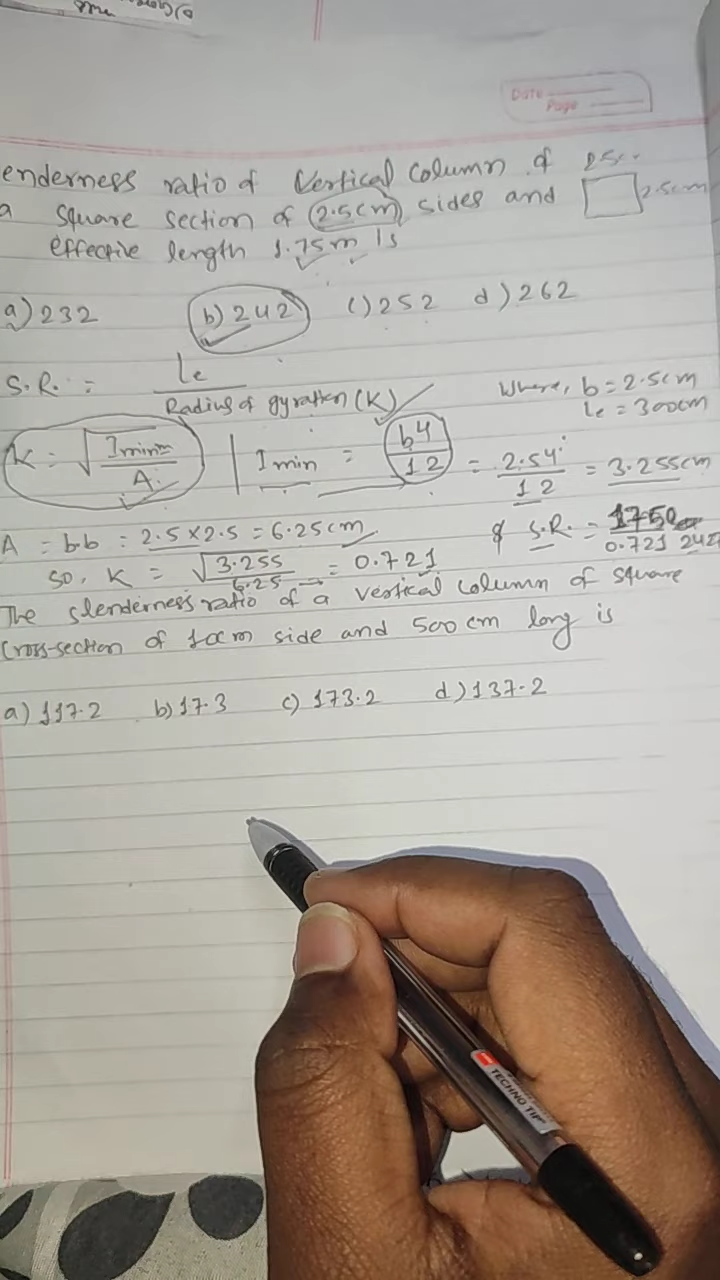 Date
Page
enderness ratio of Vertical Column of
a square section of 2.5cm sides and 2.5cm
effective length 1.75m is
a) 232 b) 242 c) 252 d) 262
S.R. = le / Radius of gyration (K) Where, b = 2.5cm
le = 300cm
K = √Imin/A | Imin = b4/12 = 2.54/12 = 3.255cm
A = b.b = 2.5 x 2.5 = 6.25cm
So, K = √3.255/6.25 = 0.721 S.R. = 175/0.721
The slenderness ratio of a vertical column of square
Cross-section of 10cm side and 500cm long is
a) 117.2 b) 17.3 c) 173.2 d) 137.2
TECHNO TIP